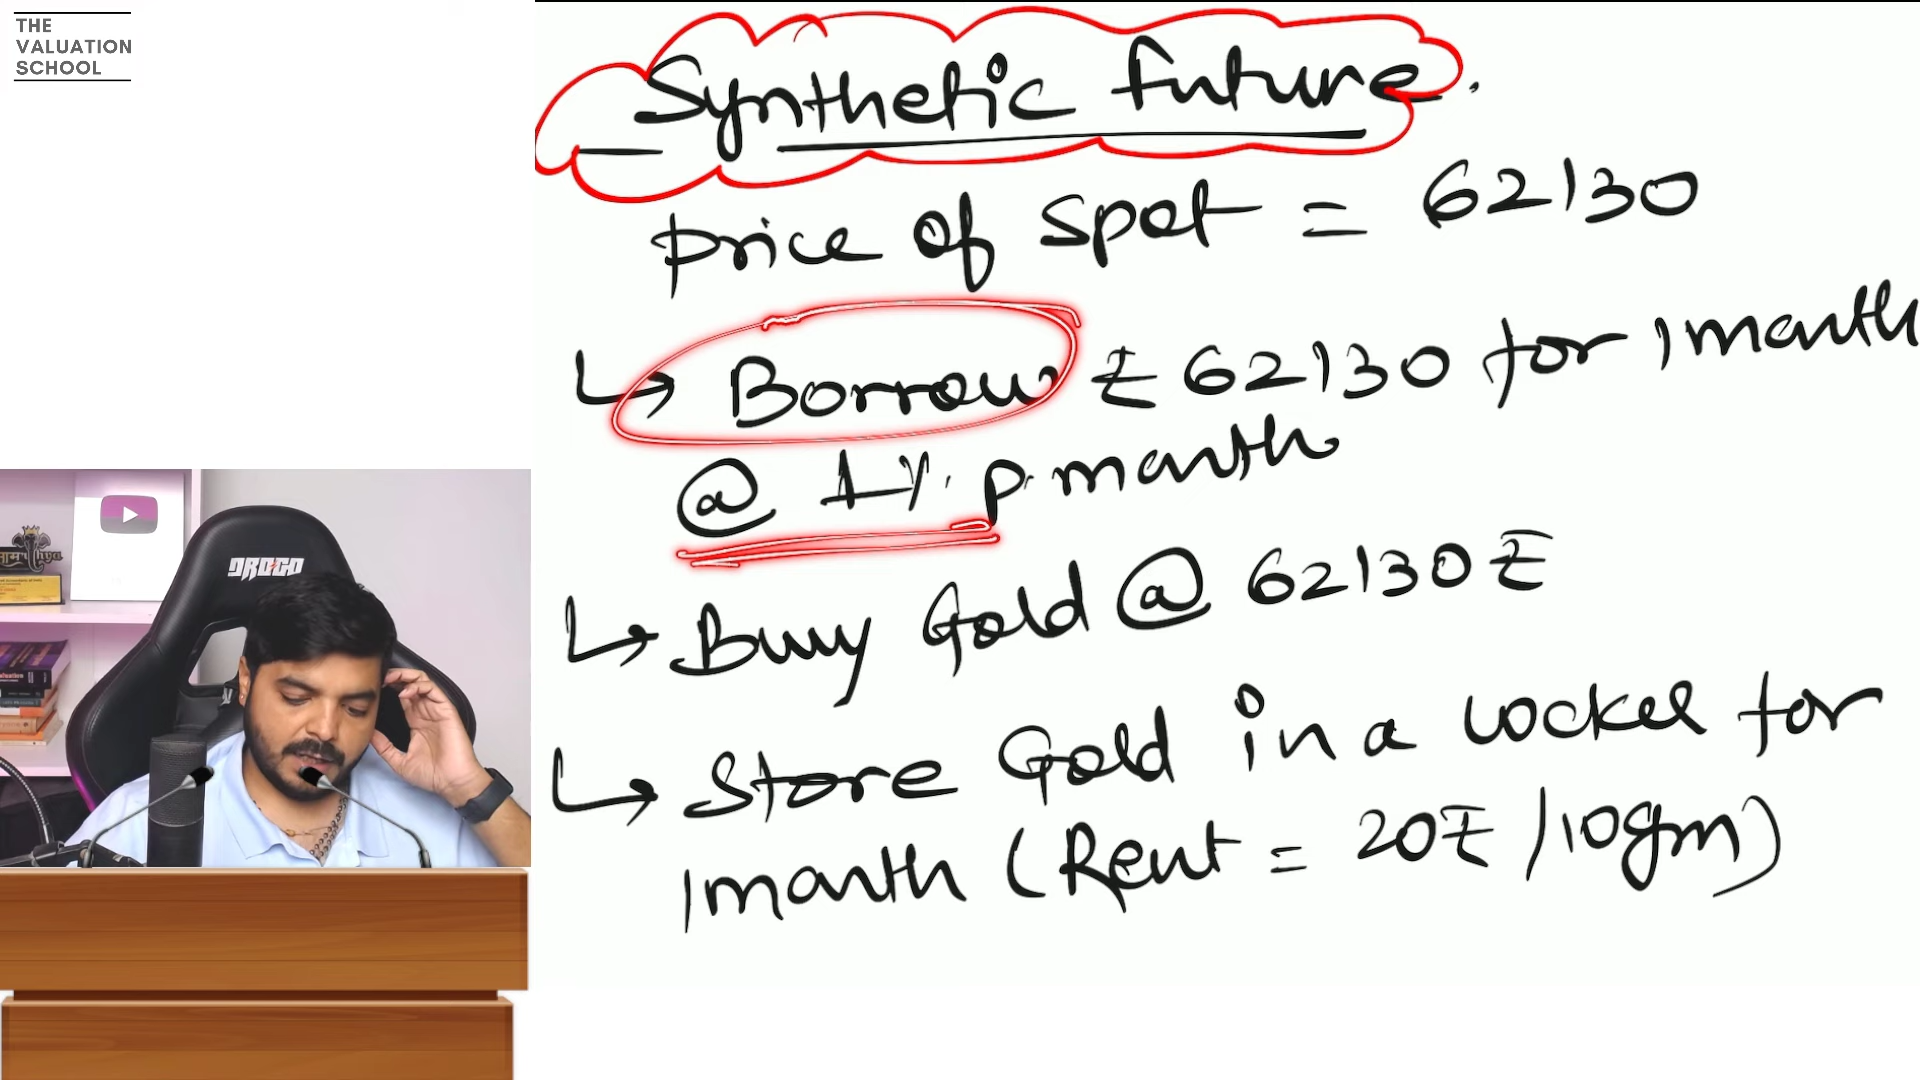 THE
VALUATION
SCHOOL
Synthetic future.
price of spot = 62130
↳ Borrow ₹ 62130 for 1 month
@ 1% p.month
↳ Buy Gold @ 62130 ₹
↳ Store Gold in a locker for
1 month (Rent = 20₹ /10gm)
DROGO